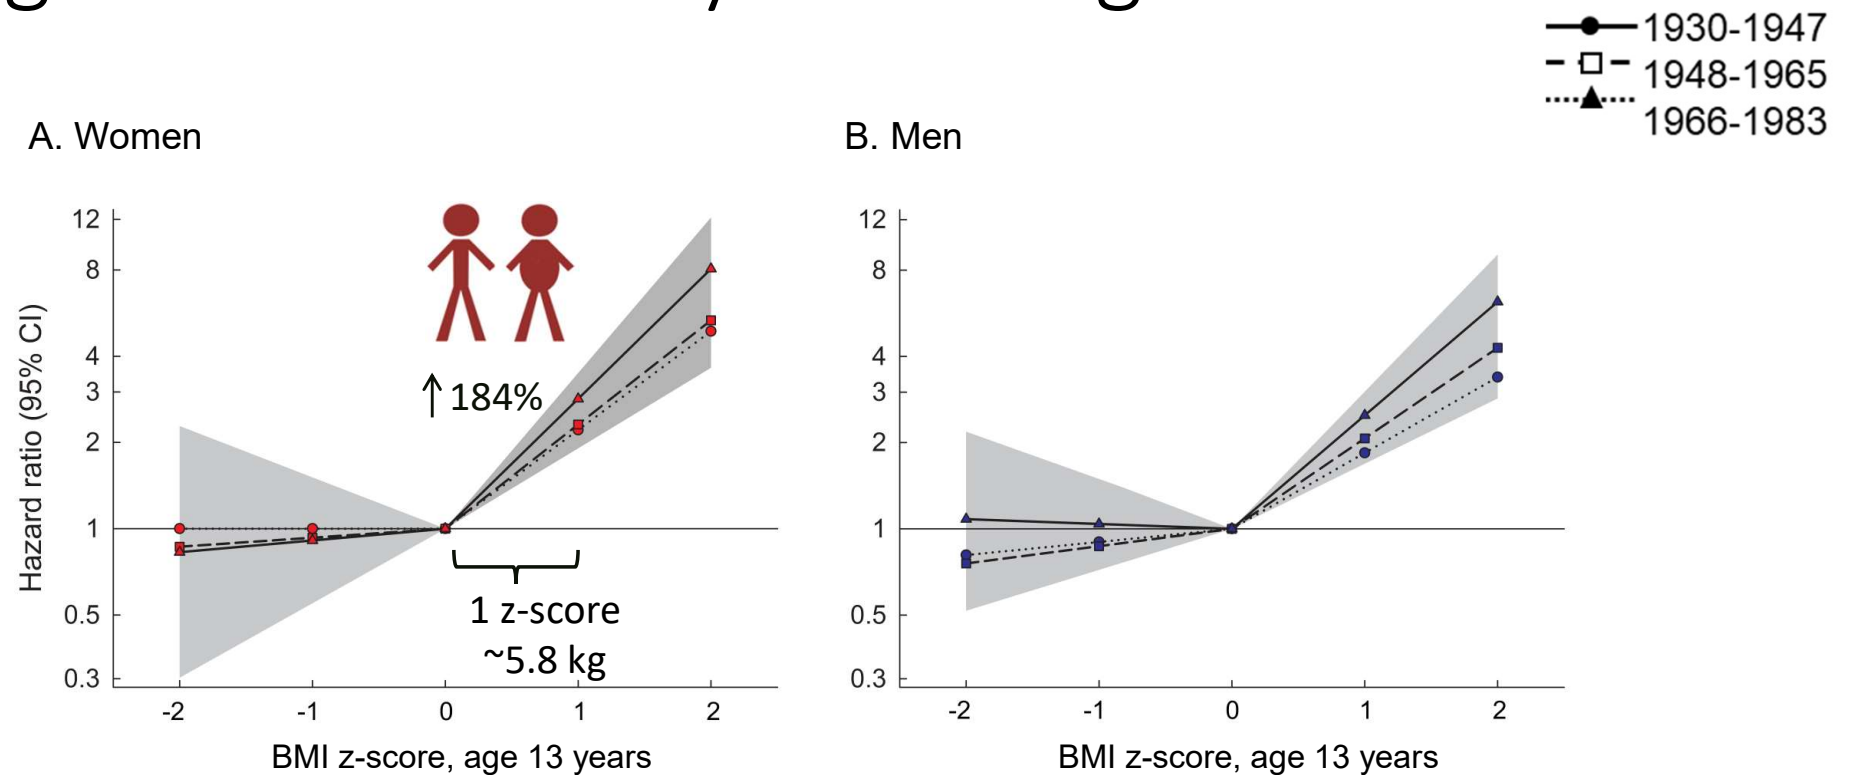 1930-1947
1948-1965
1966-1983
A. Women
B. Men
Hazard ratio (95% CI)
12
8
4
3
2
1
0.5
0.3
↑ 184%
1 z-score
~5.8 kg
-2 -1 0 1 2
BMI z-score, age 13 years
12
8
4
3
2
1
0.5
0.3
-2 -1 0 1 2
BMI z-score, age 13 years